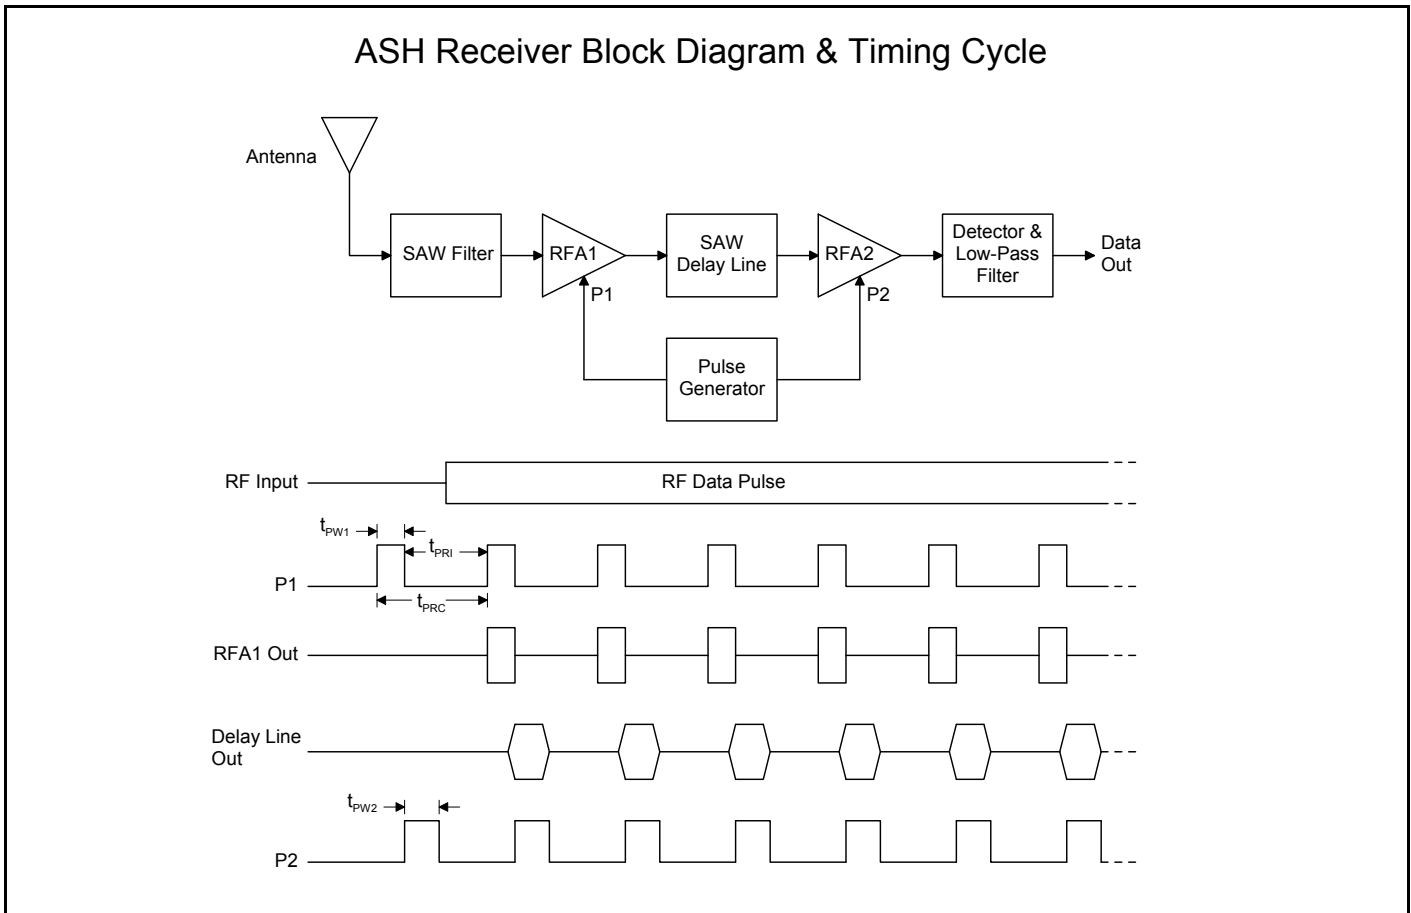 ASH Receiver Block Diagram & Timing Cycle
Antenna
SAW Filter
RFA1
SAW
Delay Line
RFA2
Detector &
Low-Pass
Filter
Data
Out
P1
P2
Pulse
Generator
RF Input
RF Data Pulse
tPW1
tPRI
P1
tPRC
RFA1 Out
Delay Line
Out
tPW2
P2